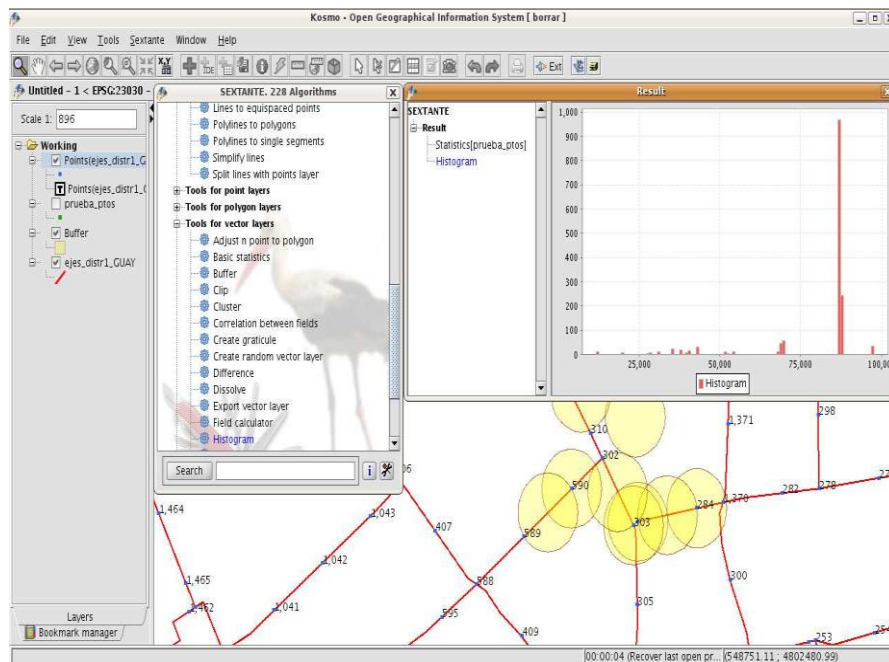 Kosmo - Open Geographical Information System [ borrar ]
File Edit View Tools Sextante Window Help
X,Y
TDE
Ext
Untitled - 1 < EPSG:23030 -
Scale 1: 896
Working
Points(ejes_distr1_G
T Points(ejes_distr1_(
prueba_ptos
Buffer
ejes_distr1_GUAY
Layers
Bookmark manager
SEXTANTE. 228 Algorithms
X
Lines to equispaced points
Polylines to polygons
Polylines to single segments
Simplify lines
Split lines with points layer
Tools for point layers
Tools for polygon layers
Tools for vector layers
Adjust n point to polygon
Basic statistics
Buffer
Clip
Cluster
Correlation between fields
Create graticule
Create random vector layer
Difference
Dissolve
Export vector layer
Field calculator
Histogram
Search
i
Result
SEXTANTE
Result
Statistics[prueba_ptos]
Histogram
1,000
900
800
700
600
500
400
300
200
100
0
25,000
50,000
75,000
100,00
Histogram
310
302
1,371
298
590
284
1,370
282
278
27
303
1,464
1,043
407
589
1,042
588
300
1,465
1,462
1,041
595
409
305
253
254
00:00:04 (Recover last open pr...
(548751.11 ; 4802480.99)